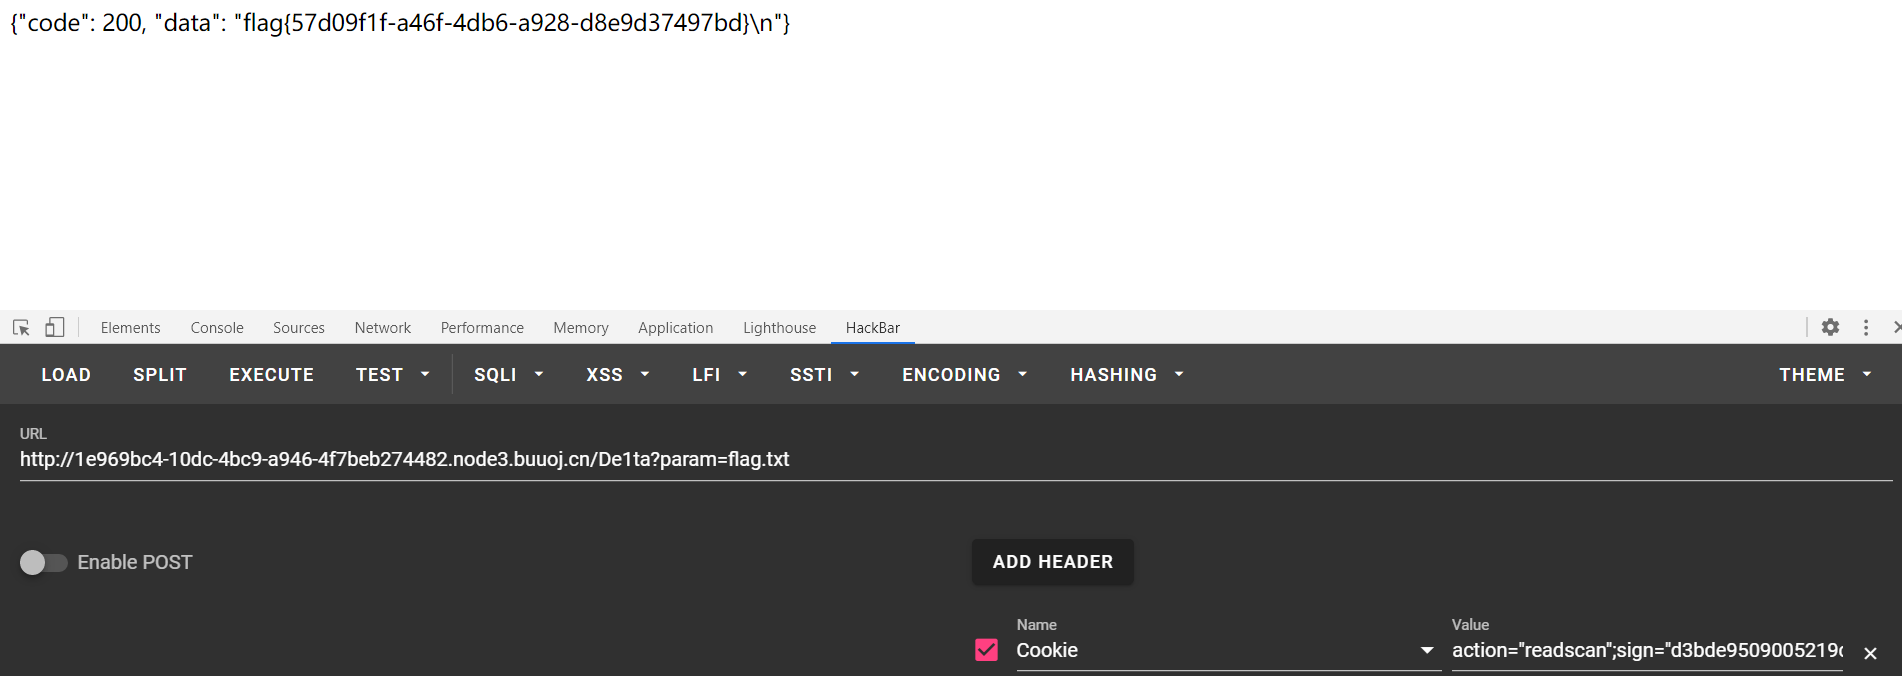 {"code": 200, "data": "flag{57d09f1f-a46f-4db6-a928-d8e9d37497bd}\n"}
Elements Console Sources Network Performance Memory Application Lighthouse HackBar
LOAD SPLIT EXECUTE TEST SQLI XSS LFI SSTI ENCODING HASHING THEME
URL
http://1e969bc4-10dc-4bc9-a946-4f7beb274482.node3.buuoj.cn/De1ta?param=flag.txt
Enable POST ADD HEADER
Name Value
Cookie action="readscan";sign="d3bde9509005219